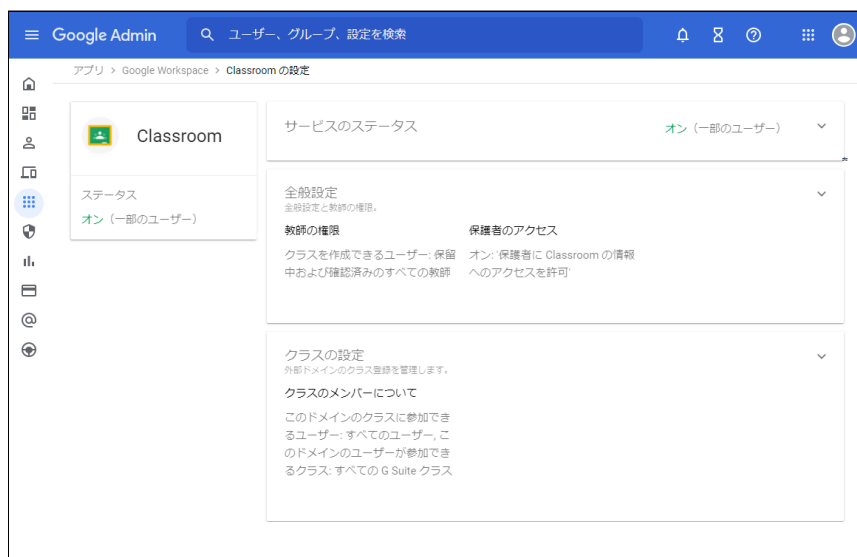 Google Admin
ユーザー、グループ、設定を検索
アプリ > Google Workspace > Classroom の設定
Classroom
ステータス
オン（一部のユーザー）
サービスのステータス
オン（一部のユーザー）
全般設定
全般設定と教師の権限。
教師の権限
クラスを作成できるユーザー: 保留
中および確認済みのすべての教師
保護者のアクセス
オン: '保護者に Classroom の情報
へのアクセスを許可'
クラスの設定
外部ドメインのクラス登録を管理します。
クラスのメンバーについて
このドメインのクラスに参加でき
るユーザー: すべてのユーザー, こ
のドメインのユーザーが参加でき
るクラス: すべての G Suite クラス